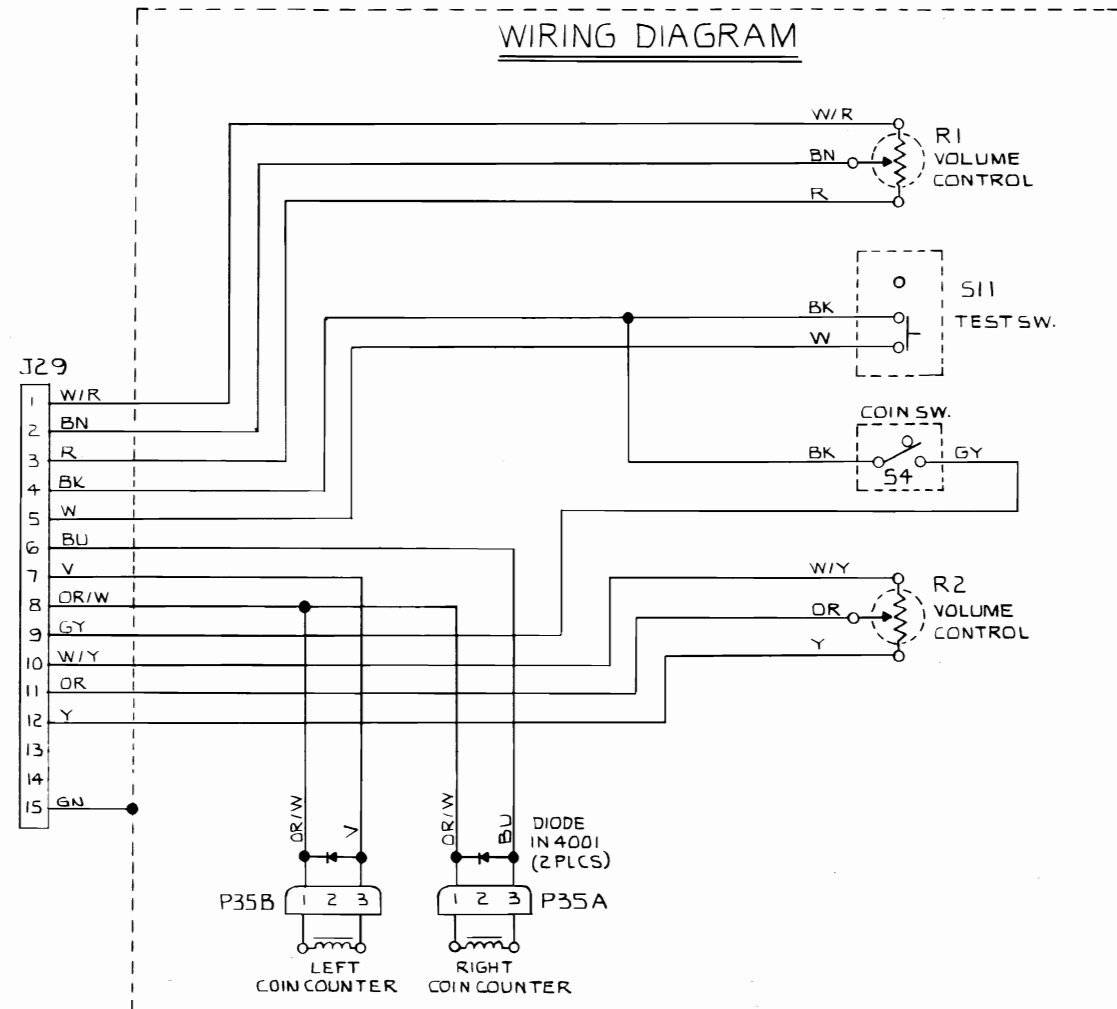 WIRING DIAGRAM
W/R
BN
R
R1
VOLUME
CONTROL
BK
W
S11
TEST SW.
COIN SW.
BK
S4
GY
W/Y
OR
Y
R2
VOLUME
CONTROL
J29
1 W/R
2 BN
3 R
4 BK
5 W
6 BU
7 V
8 OR/W
9 GY
10 W/Y
11 OR
12 Y
13
14
15 GN
OR/W
V
OR/W
BU
DIODE
IN 4001
(2 PLCS)
P35B
1 2 3
1 2 3
P35A
LEFT
COIN COUNTER
RIGHT
COIN COUNTER